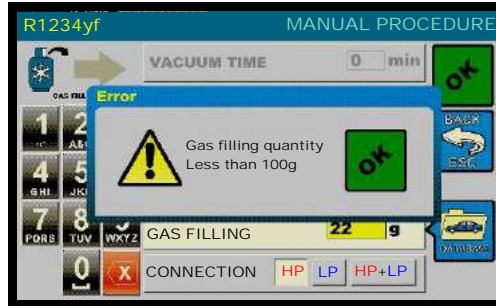 R1234yf MANUAL PROCEDURE
VACUUM TIME 0 min
OK
GAS FILL
Error
BACK
ESC
Gas filling quantity
Less than 100g
OK
1 2
4 5
GHI JKL
7 8
PQRS TUV WXYZ
GAS FILLING 22 g
DATABASE
0 X
CONNECTION HP LP HP+LP